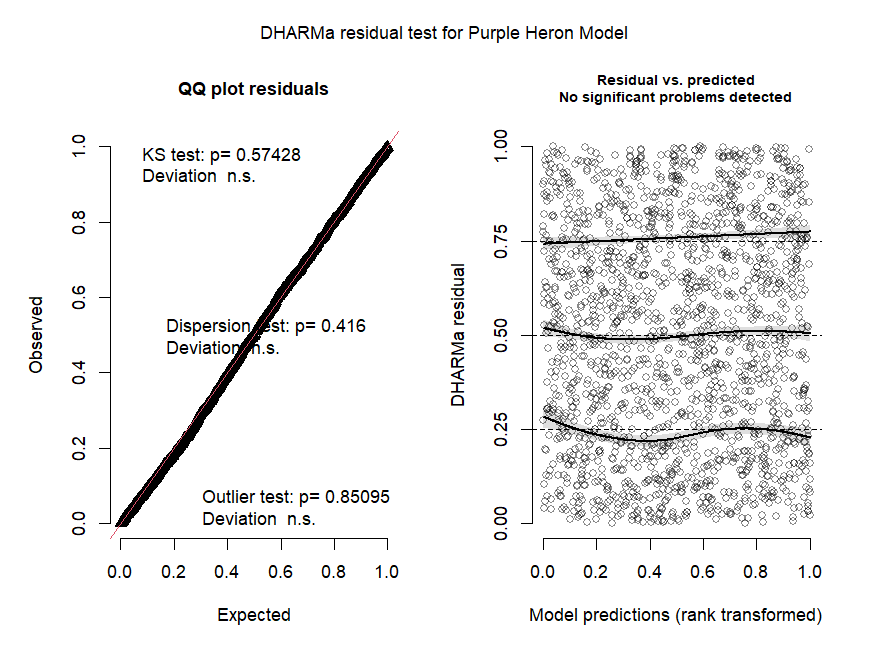 DHARMa residual test for Purple Heron Model
QQ plot residuals
KS test: p= 0.57428
Deviation n.s.
Dispersion test: p= 0.416
Deviation n.s.
Outlier test: p= 0.85095
Deviation n.s.
Observed
0.0 0.2 0.4 0.6 0.8 1.0
0.0 0.2 0.4 0.6 0.8 1.0
Expected
Residual vs. predicted
No significant problems detected
DHARMa residual
0.00 0.25 0.50 0.75 1.00
0.0 0.2 0.4 0.6 0.8 1.0
Model predictions (rank transformed)